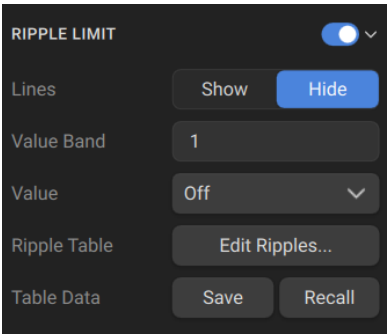 RIPPLE LIMIT
Lines Show Hide
Value Band 1
Value Off
Ripple Table Edit Ripples...
Table Data Save Recall